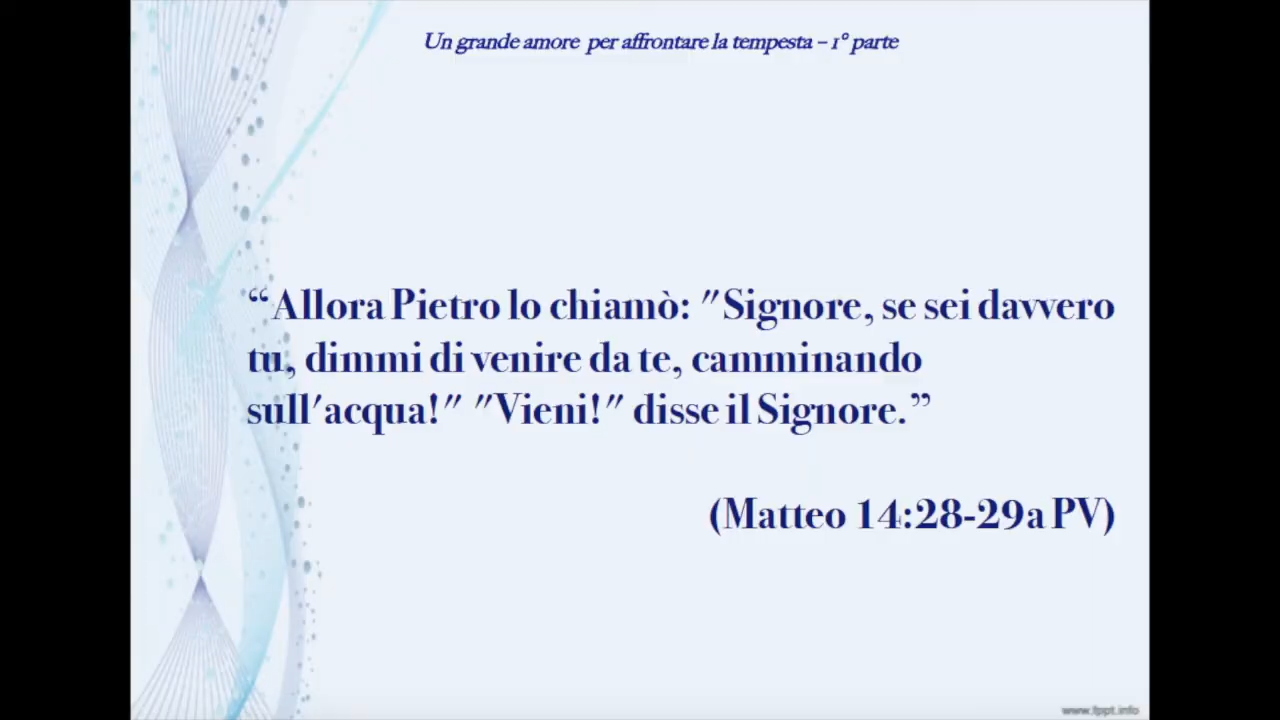 Un grande amore per affrontare la tempesta – 1° parte
“Allora Pietro lo chiamò: "Signore, se sei davvero
tu, dimmi di venire da te, camminando
sull'acqua!" "Vieni!" disse il Signore.”
(Matteo 14:28-29a PV)
www.fppt.info